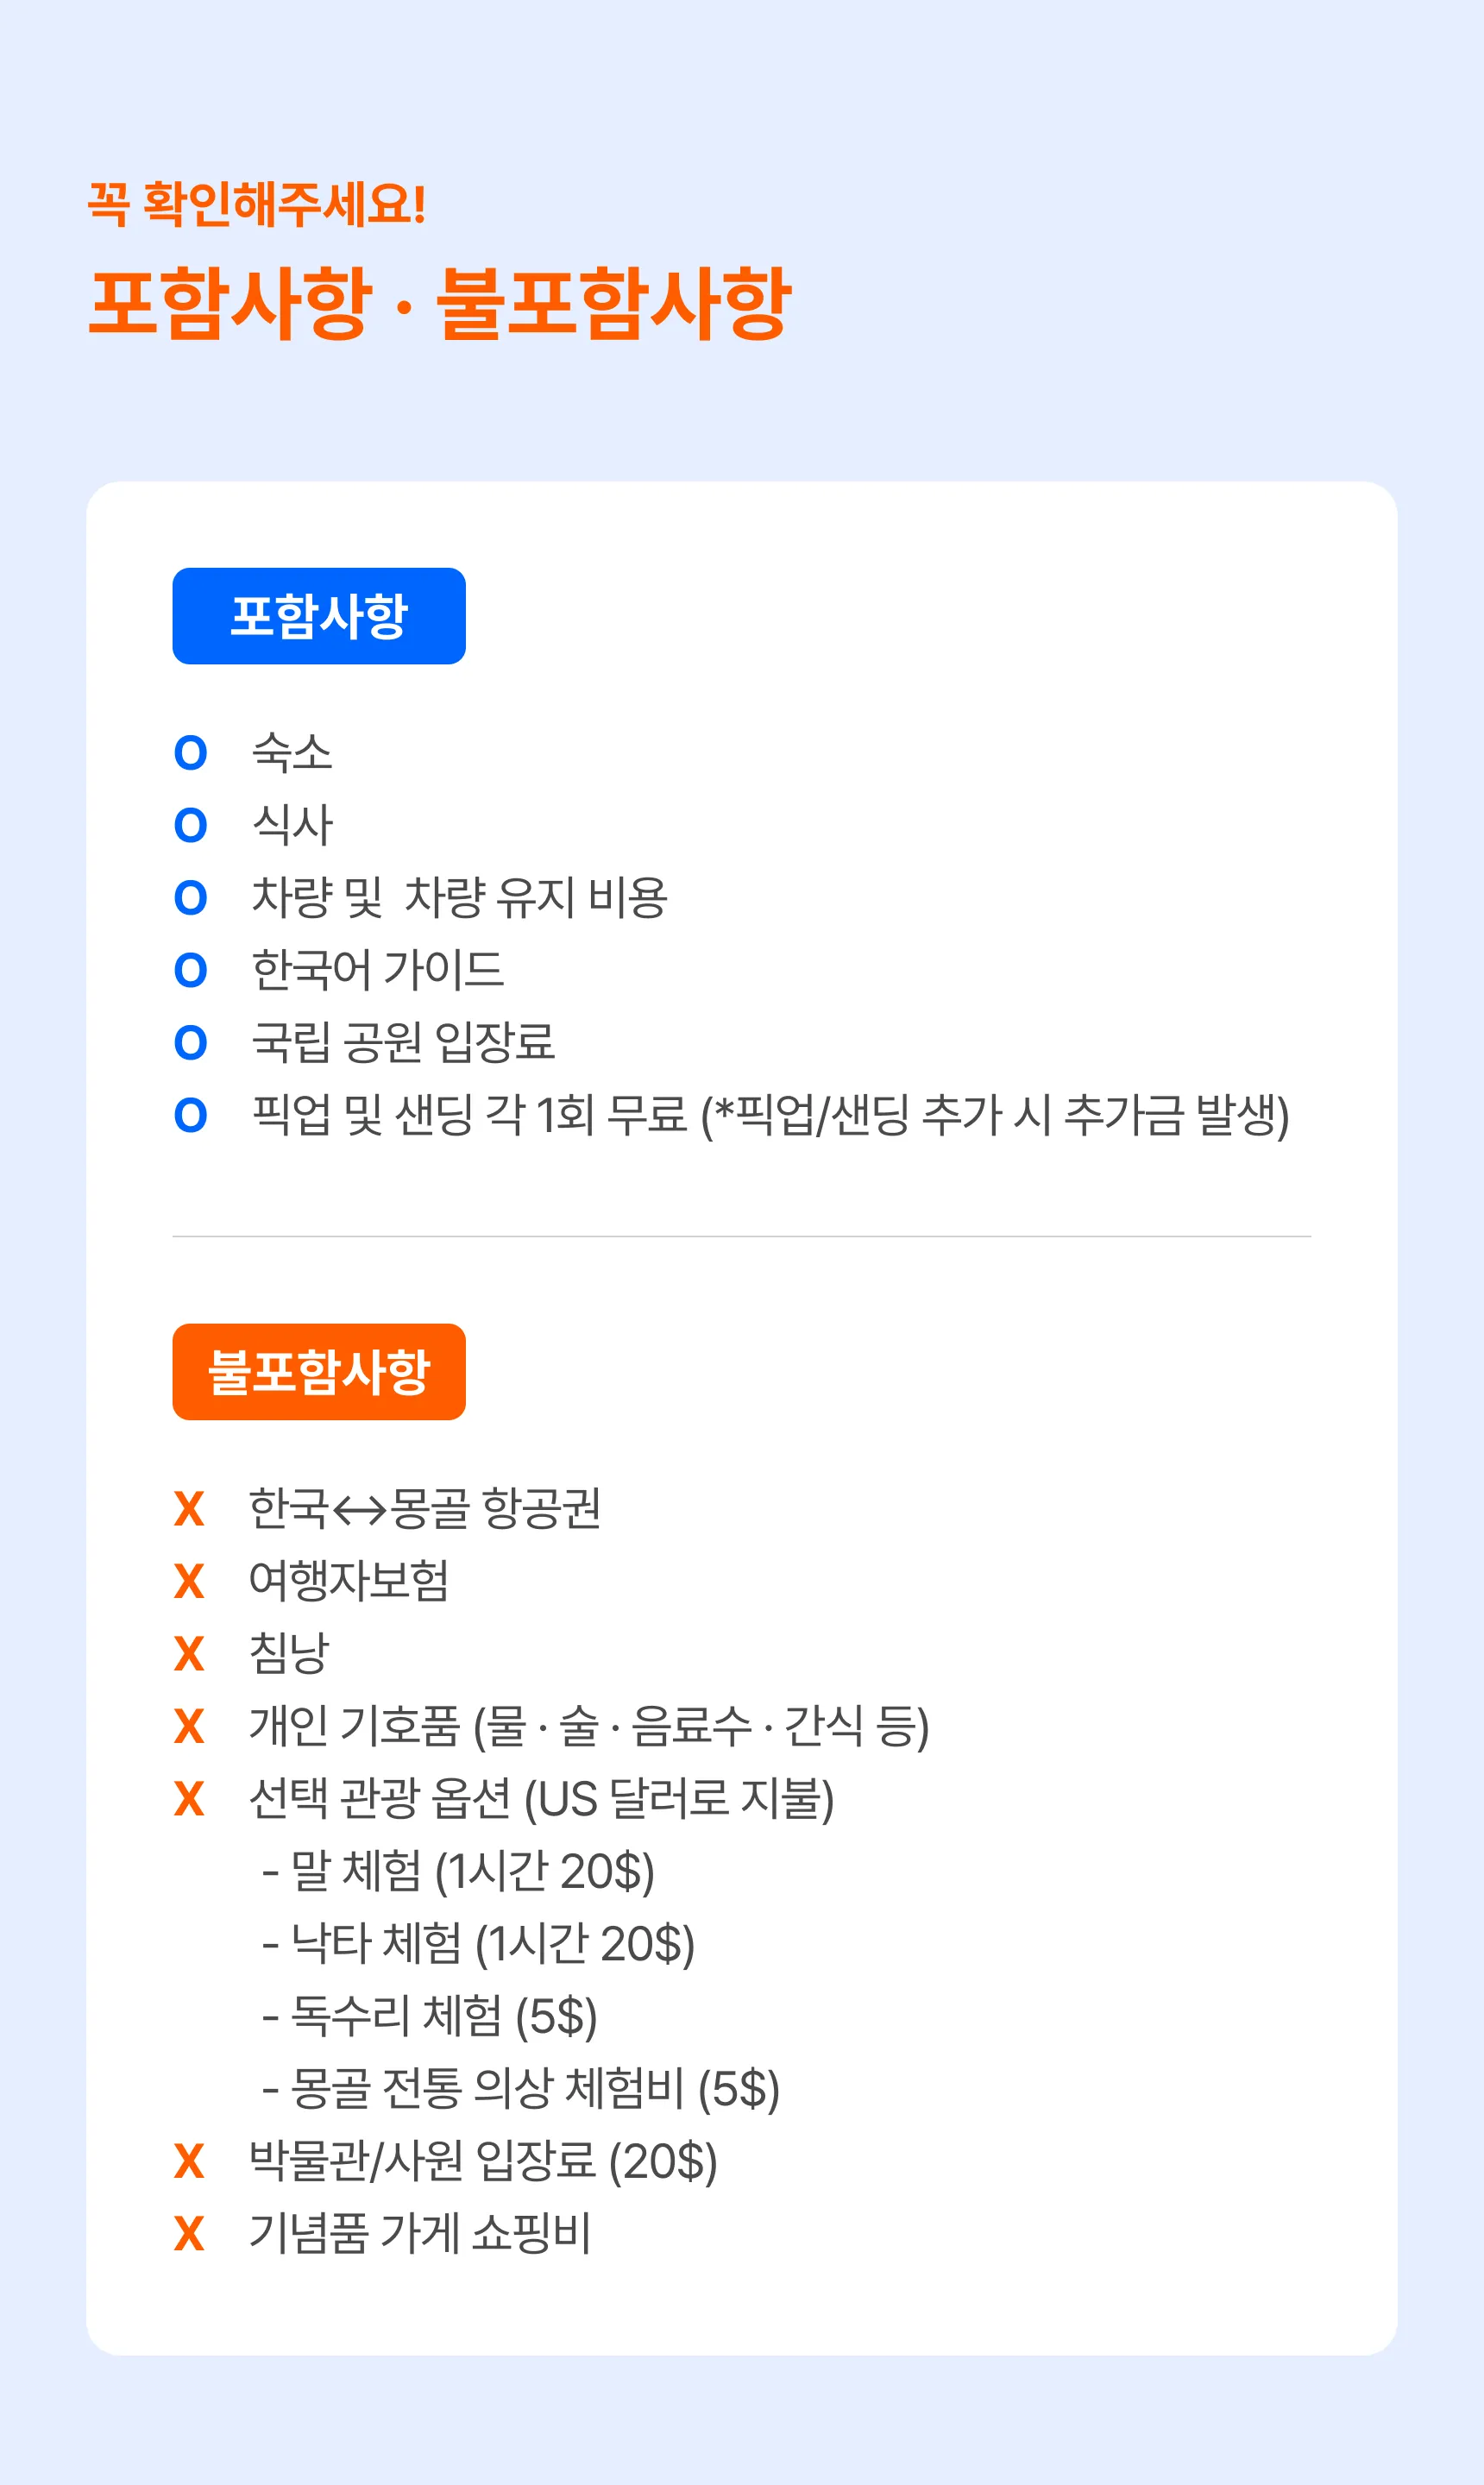 꼭 확인해주세요!
포함사항 · 불포함사항
포함사항
O 숙소
O 식사
O 차량 및  차량 유지 비용
O 한국어 가이드
O 국립 공원 입장료
O 픽업 및 샌딩 각 1회 무료 (*픽업/샌딩 추가 시 추가금 발생)
불포함사항
X 한국↔몽골 항공권
X 여행자보험
X 침낭
X 개인 기호품 (물 · 술 · 음료수 · 간식 등)
X 선택 관광 옵션 (US 달러로 지불)
- 말 체험 (1시간 20$)
- 낙타 체험 (1시간 20$)
- 독수리 체험 (5$)
- 몽골 전통 의상 체험비 (5$)
X 박물관/사원 입장료 (20$)
X 기념품 가게 쇼핑비